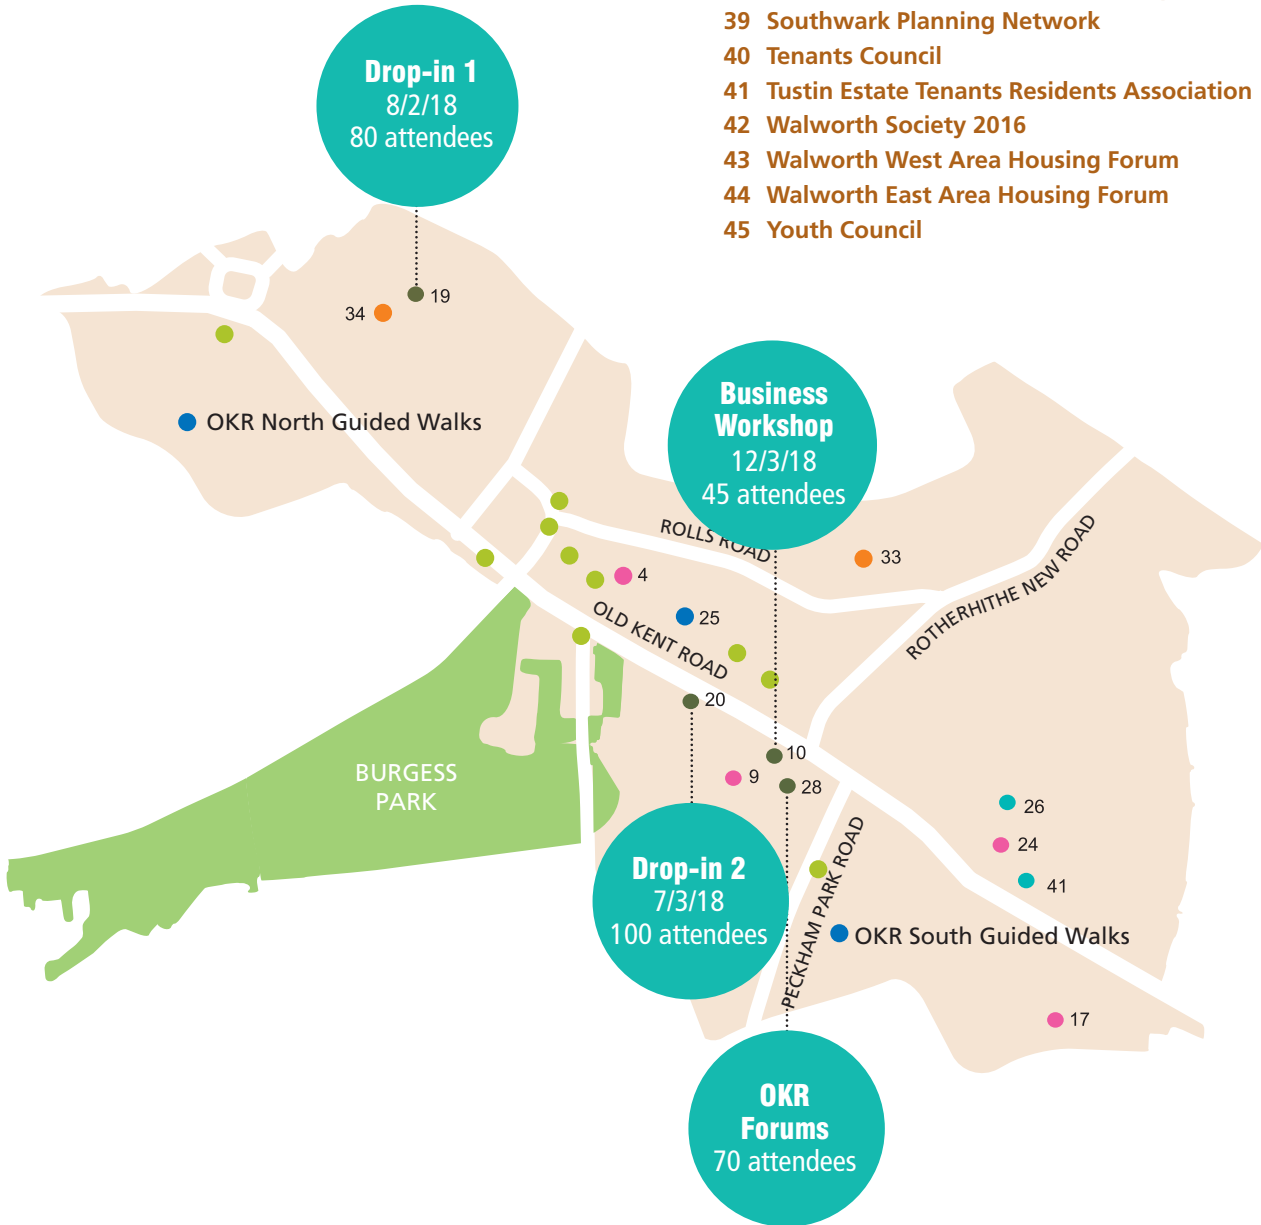 39 Southwark Planning Network
40 Tenants Council
41 Tustin Estate Tenants Residents Association
42 Walworth Society 2016
43 Walworth West Area Housing Forum
44 Walworth East Area Housing Forum
45 Youth Council
Drop-in 1
8/2/18
80 attendees
19
34
OKR North Guided Walks
Business
Workshop
12/3/18
45 attendees
ROLLS ROAD
33
ROTHERHITHE NEW ROAD
4
25
OLD KENT ROAD
20
10
9
28
BURGESS
PARK
26
24
41
Drop-in 2
7/3/18
100 attendees
PECKHAM PARK ROAD
OKR South Guided Walks
17
OKR
Forums
70 attendees